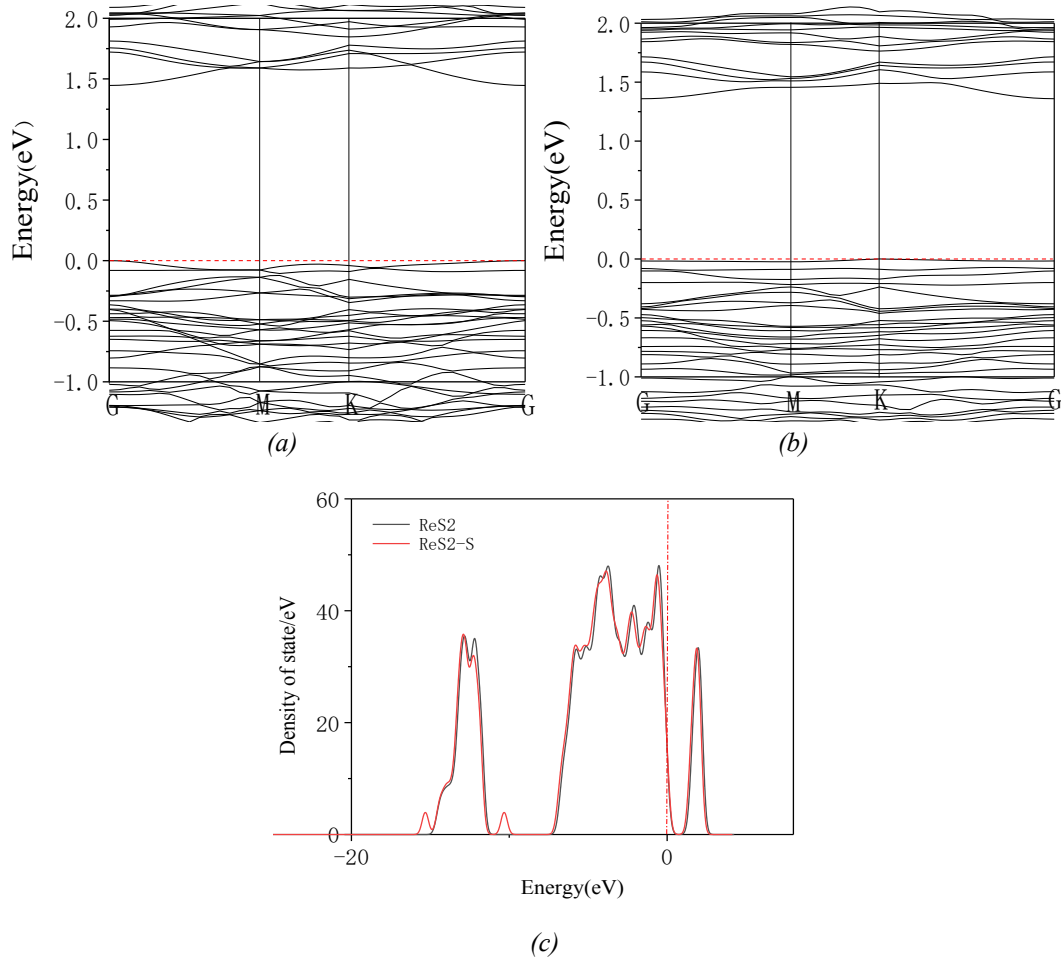 2.0
1.5
1.0
0.5
0.0
-0.5
-1.0
Energy(eV)
G
M
K
G
(a)
2.0
1.5
1.0
0.5
0.0
-0.5
-1.0
Energy(eV)
G
M
K
G
(b)
60
40
20
0
Density of state/eV
ReS2
ReS2-S
-20
0
Energy(eV)
(c)